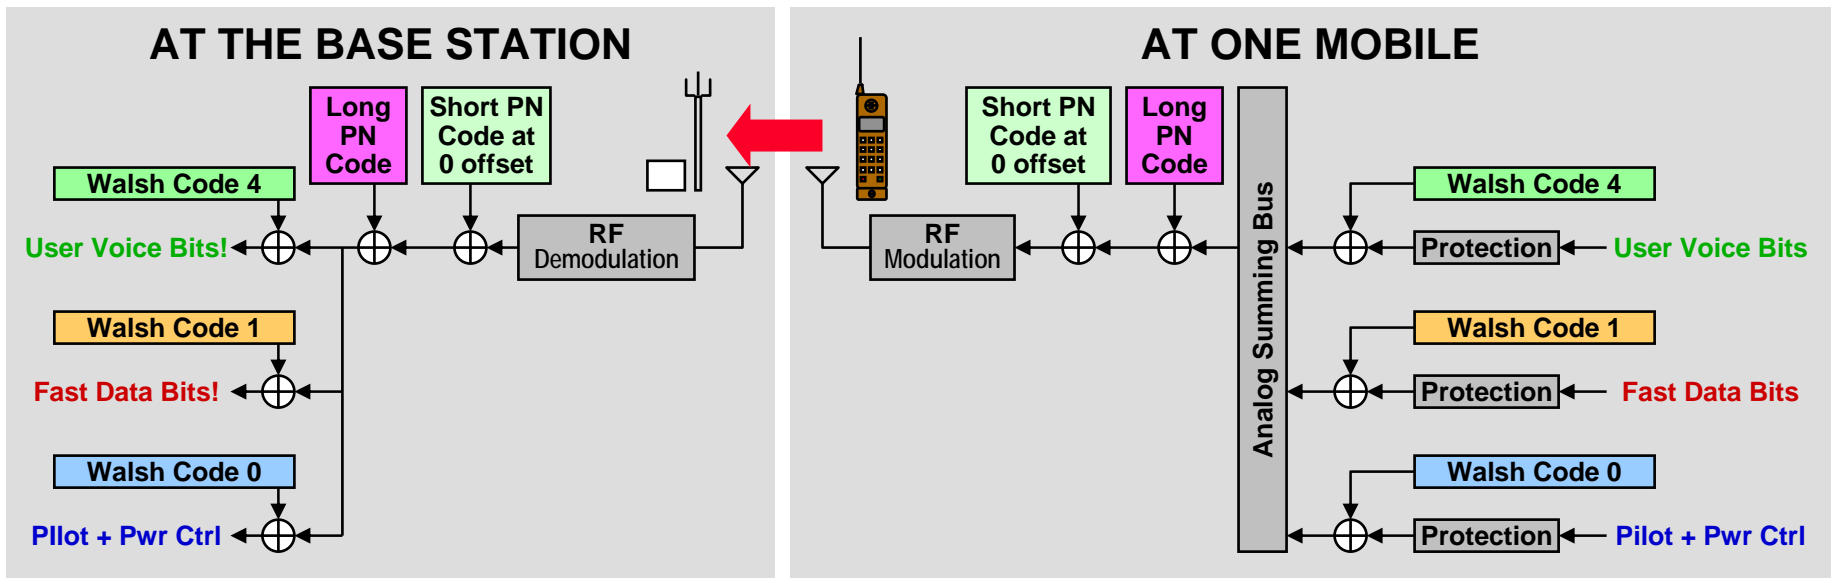 AT THE BASE STATION
Long
PN
Code
Short PN
Code at
0 offset
Walsh Code 4
User Voice Bits!
RF
Demodulation
Walsh Code 1
Fast Data Bits!
Walsh Code 0
PIlot + Pwr Ctrl
AT ONE MOBILE
Short PN
Code at
0 offset
Long
PN
Code
RF
Modulation
Analog Summing Bus
Walsh Code 4
Protection
User Voice Bits
Walsh Code 1
Protection
Fast Data Bits
Walsh Code 0
Protection
Pilot + Pwr Ctrl